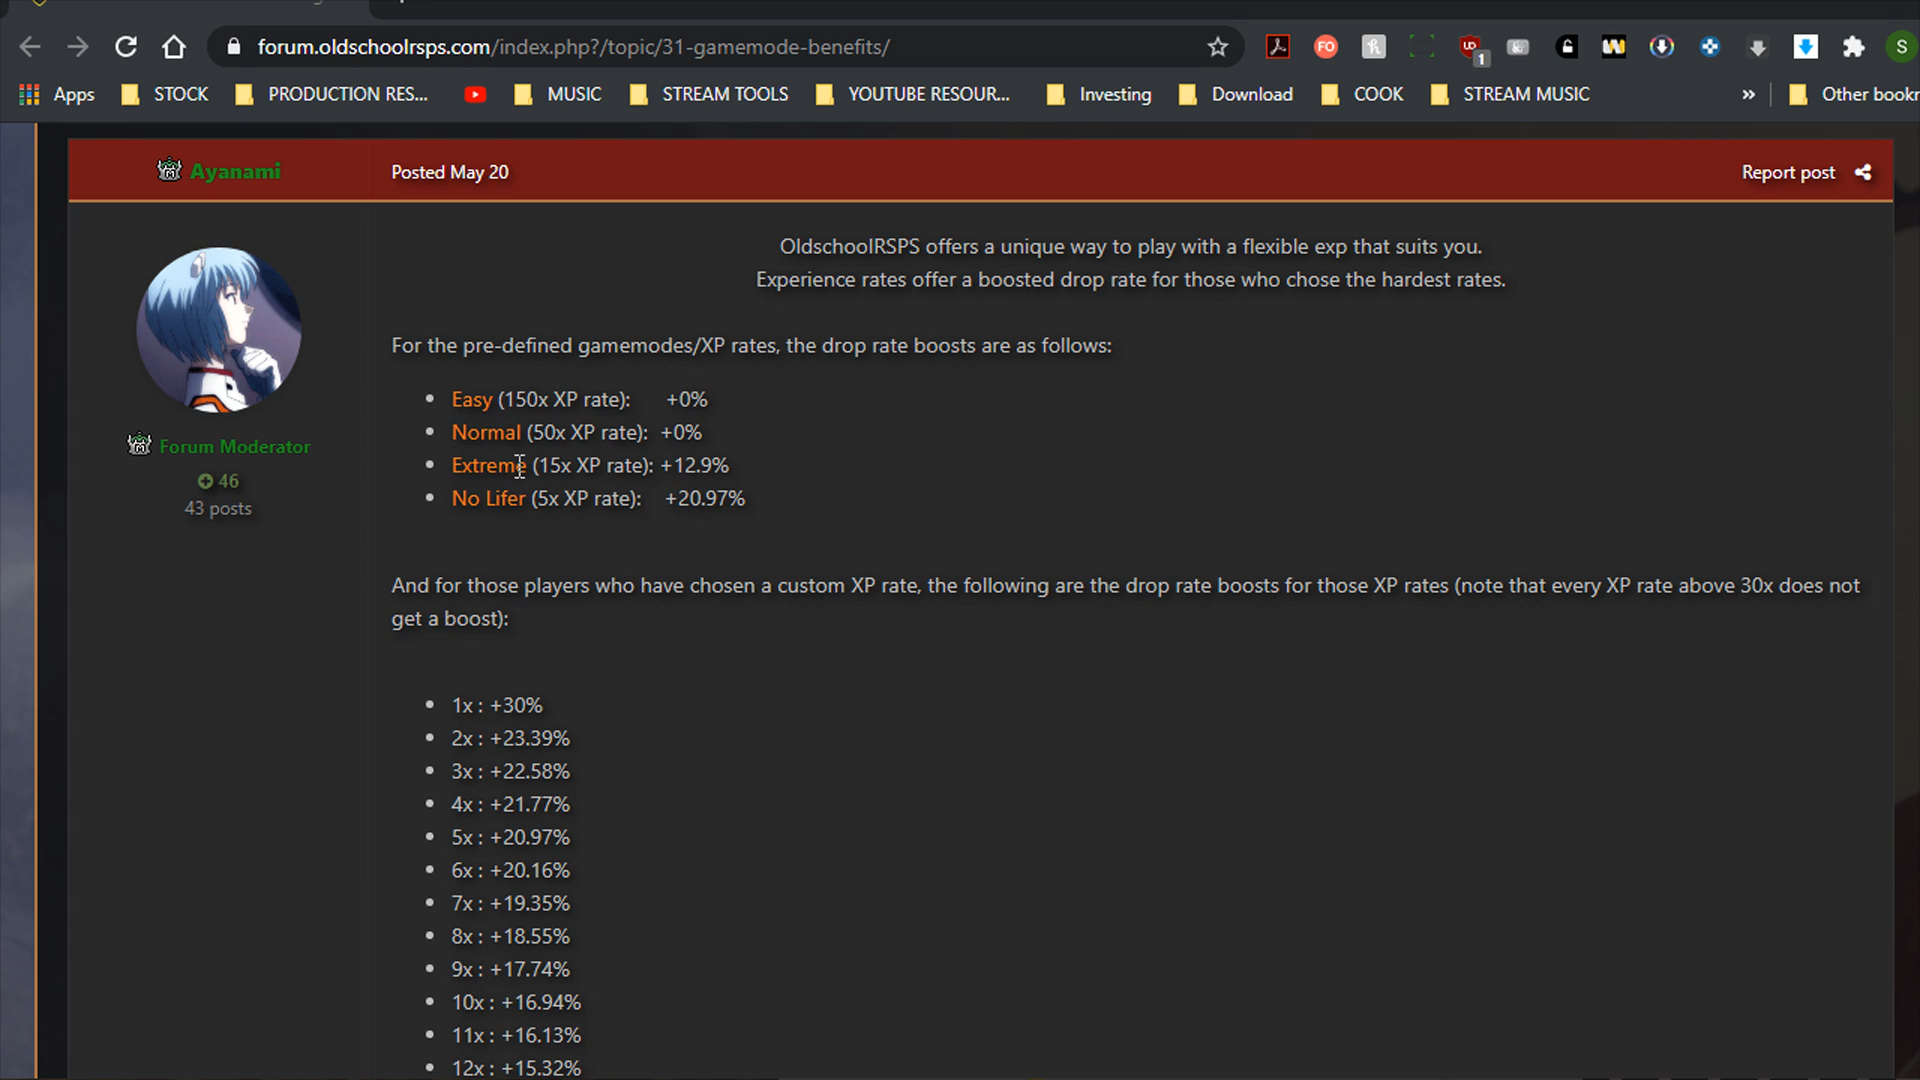 forum.oldschoolrsps.com/index.php?/topic/31-gamemode-benefits/
FO
UD
1
S
Apps
STOCK
PRODUCTION RES...
MUSIC
STREAM TOOLS
YOUTUBE RESOUR...
Investing
Download
COOK
STREAM MUSIC
»
Other bookr
Ayanami
Posted May 20
Report post
OldschoolRSPS offers a unique way to play with a flexible exp that suits you.
Experience rates offer a boosted drop rate for those who chose the hardest rates.
For the pre-defined gamemodes/XP rates, the drop rate boosts are as follows:
• Easy (150x XP rate): +0%
• Normal (50x XP rate): +0%
• Extreme (15x XP rate): +12.9%
• No Lifer (5x XP rate): +20.97%
Forum Moderator
46
43 posts
And for those players who have chosen a custom XP rate, the following are the drop rate boosts for those XP rates (note that every XP rate above 30x does not
get a boost):
• 1x : +30%
• 2x : +23.39%
• 3x : +22.58%
• 4x : +21.77%
• 5x : +20.97%
• 6x : +20.16%
• 7x : +19.35%
• 8x : +18.55%
• 9x : +17.74%
• 10x : +16.94%
• 11x : +16.13%
• 12x : +15.32%